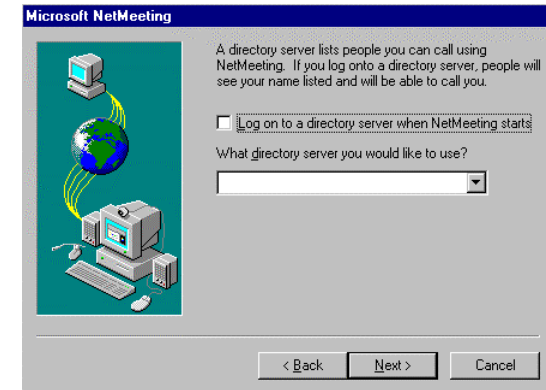 Microsoft NetMeeting
A directory server lists people you can call using
NetMeeting. If you log onto a directory server, people will
see your name listed and will be able to call you.
Log on to a directory server when NetMeeting starts
What directory server you would like to use?
< Back
Next >
Cancel